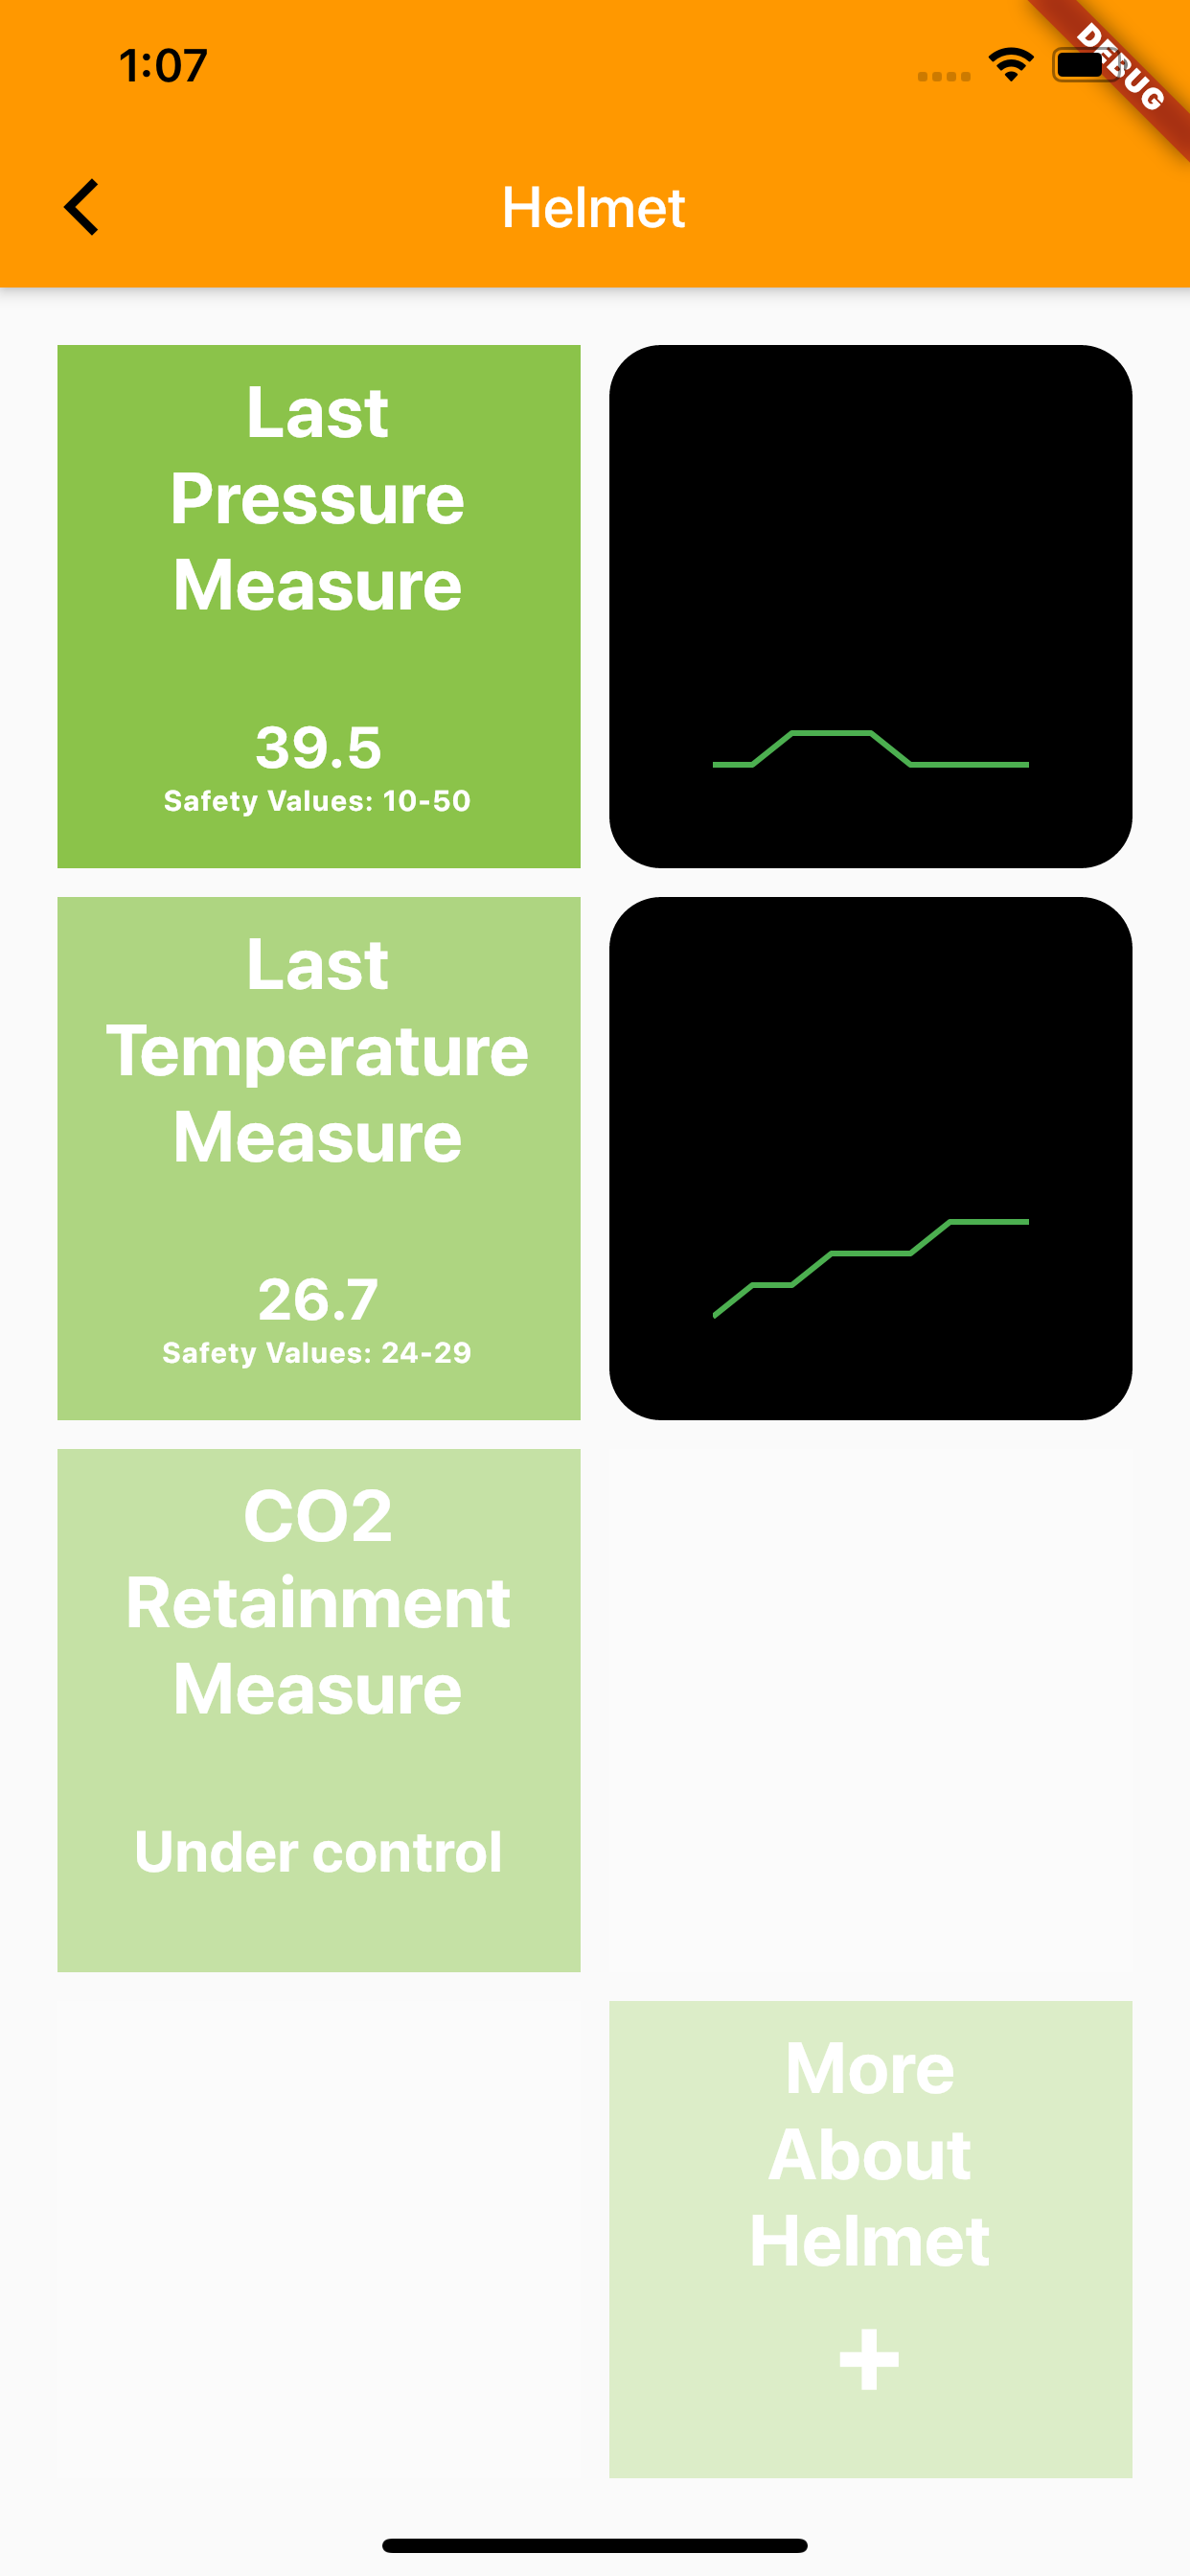 1:07
DEBUG
Helmet
Last
Pressure
Measure
39.5
Safety Values: 10-50
Last
Temperature
Measure
26.7
Safety Values: 24-29
CO2
Retainment
Measure
Under control
More
About
Helmet
+